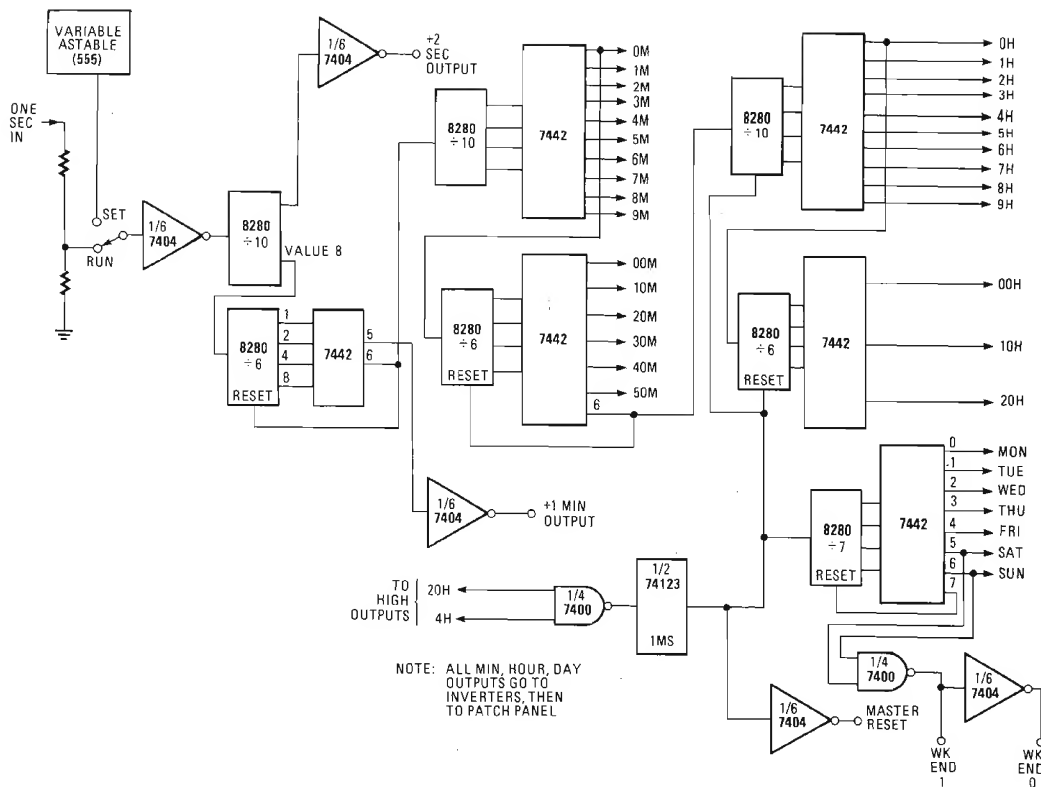 VARIABLE
ASTABLE
(555)
ONE
SEC
IN
SET
RUN
1/6
7404
8280
÷10
VALUE 8
1/6
7404
+2
SEC
OUTPUT
8280
÷6
RESET
1
2
4
8
7442
5
6
1/6
7404
+1 MIN
OUTPUT
8280
÷10
7442
0M
1M
2M
3M
4M
5M
6M
7M
8M
9M
8280
÷6
RESET
7442
00M
10M
20M
30M
40M
50M
6
8280
÷10
7442
0H
1H
2H
3H
4H
5H
6H
7H
8H
9H
8280
÷6
RESET
7442
00H
10H
20H
8280
÷7
RESET
7442
0 MON
1 TUE
2 WED
3 THU
4 FRI
5 SAT
6 SUN
7
TO
HIGH
OUTPUTS
20H
4H
1/4
7400
1/2
74123
1MS
NOTE: ALL MIN, HOUR, DAY
OUTPUTS GO TO
INVERTERS, THEN
TO PATCH PANEL
1/6
7404
MASTER
RESET
1/4
7400
1/6
7404
WK
END
1
WK
END
0